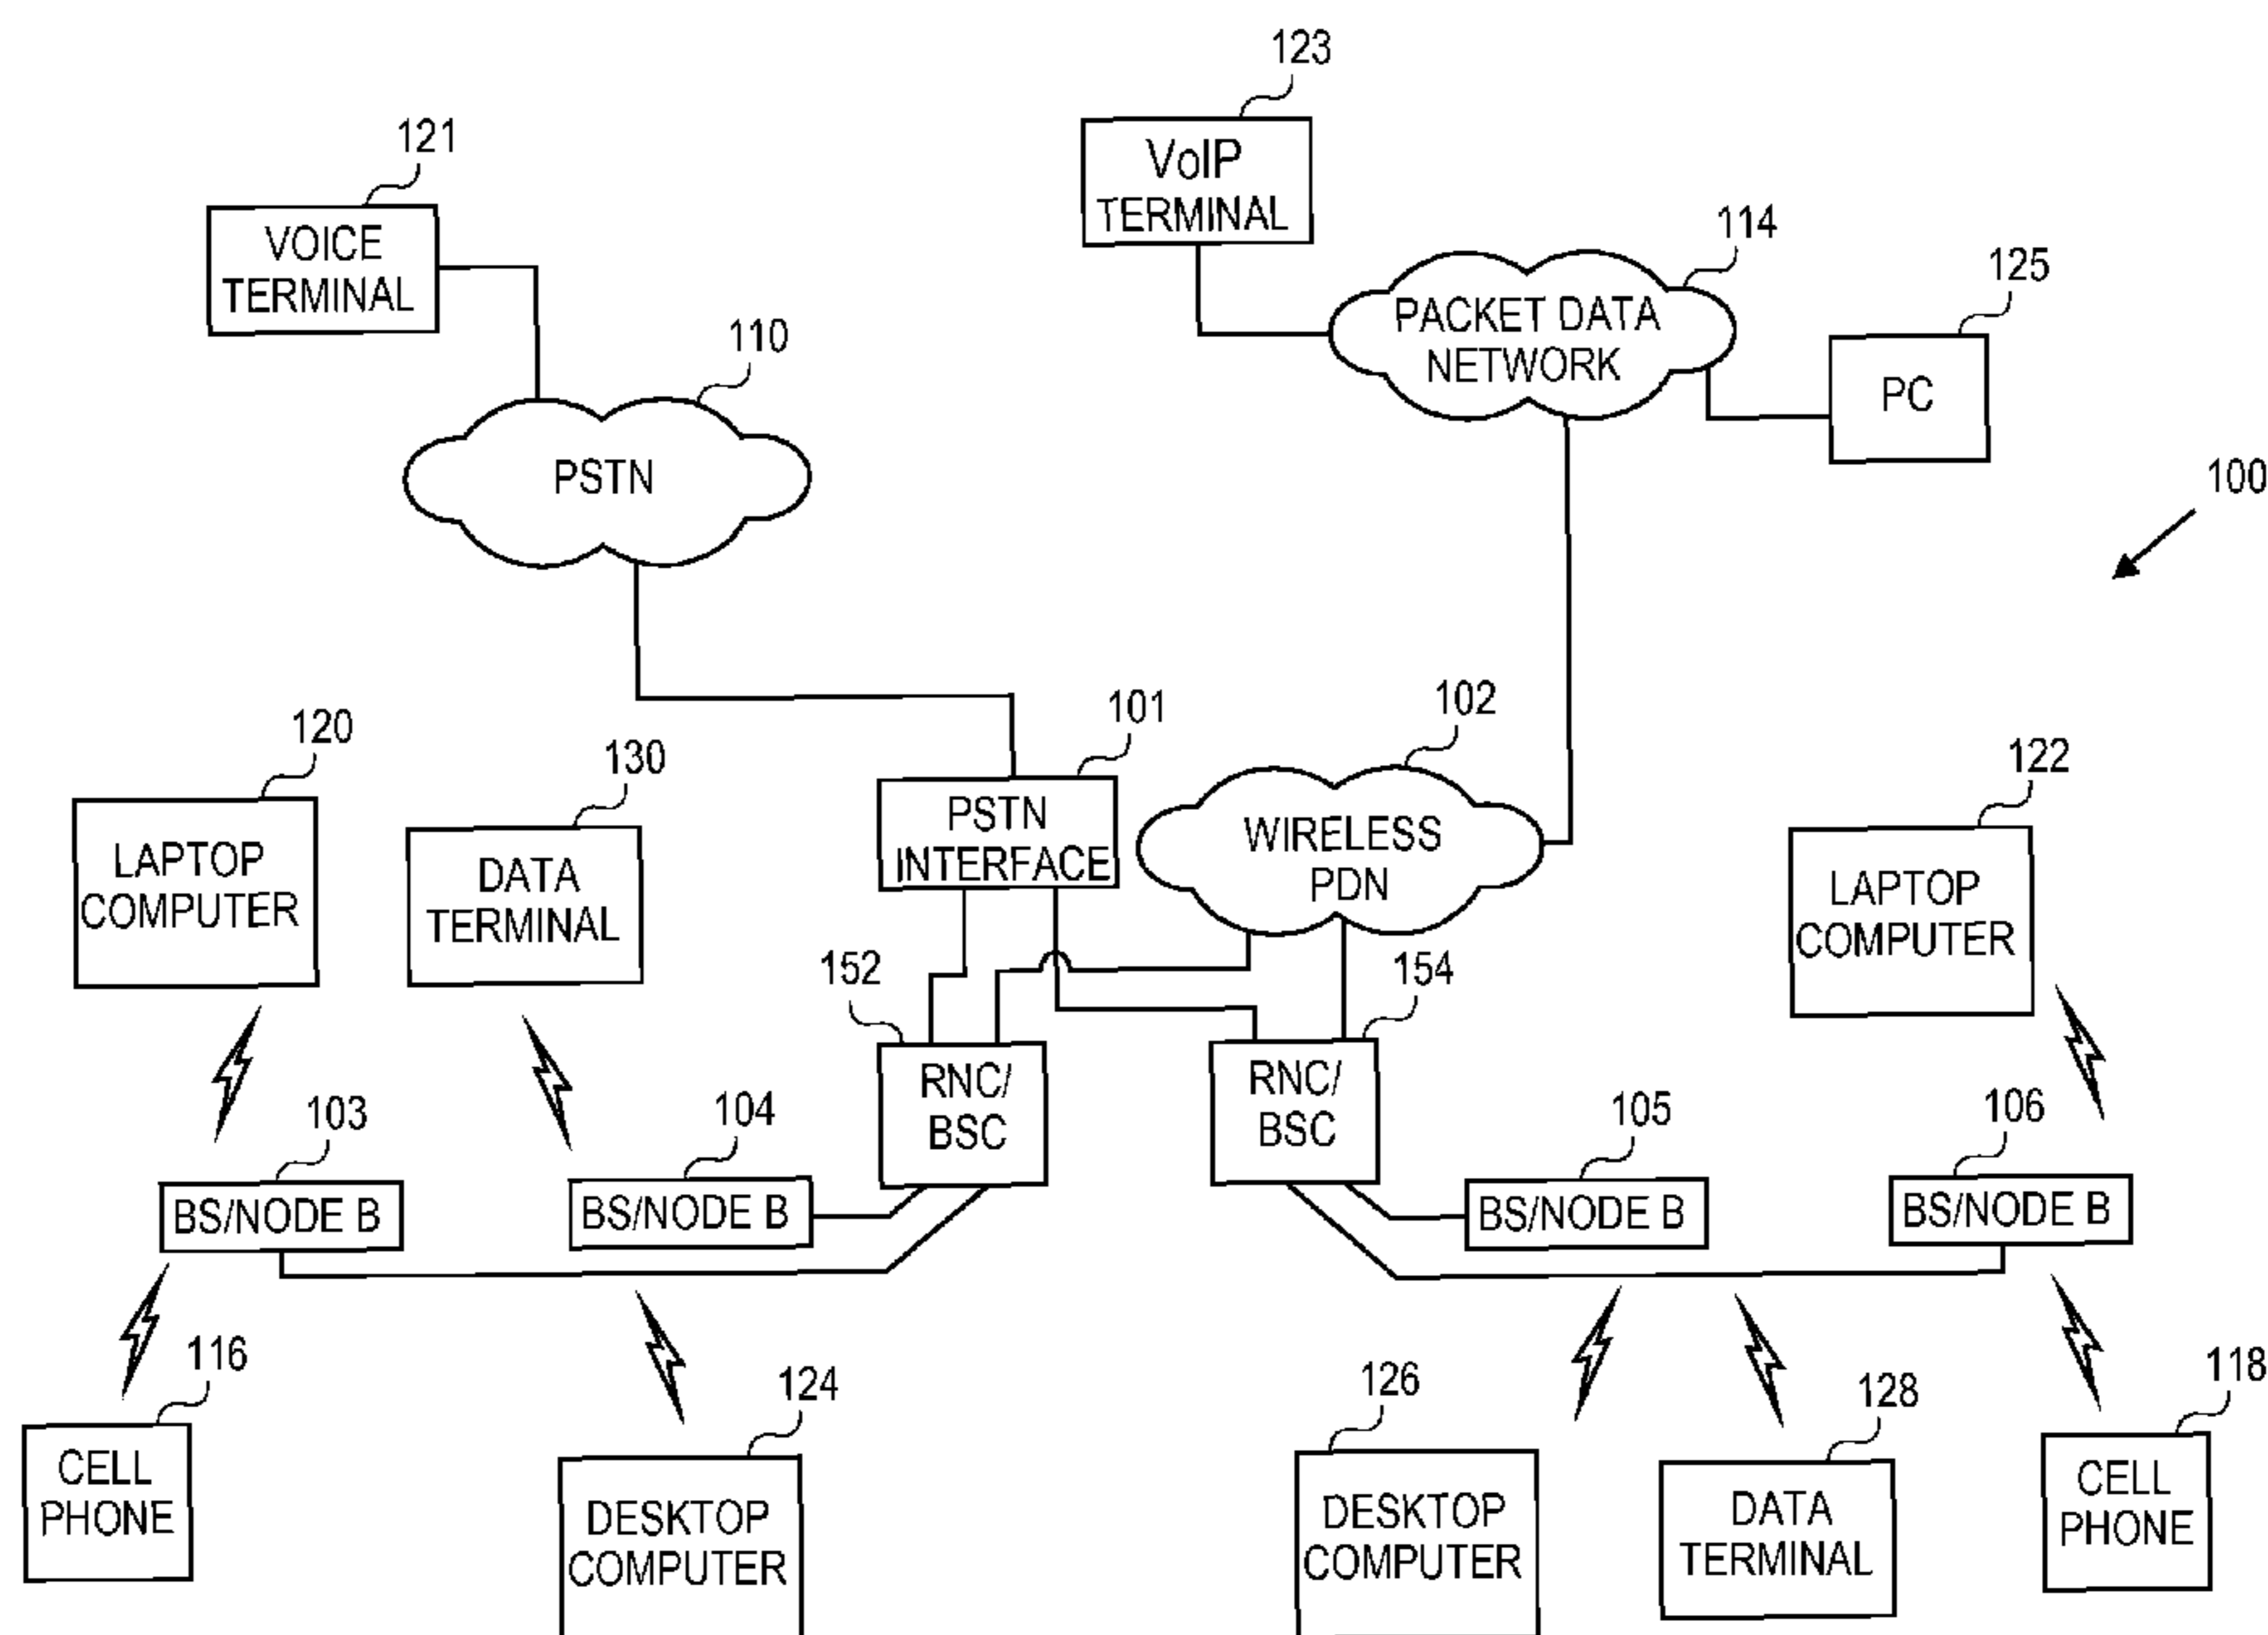 123
121
VoIP
TERMINAL
114
VOICE
TERMINAL
125
PACKET DATA
NETWORK
110
PC
PSTN
100
101
102
120
130
122
PSTN
INTERFACE
WIRELESS
PDN
LAPTOP
COMPUTER
DATA
TERMINAL
LAPTOP
COMPUTER
152
154
RNC/
BSC
RNC/
BSC
103
104
105
106
BS/NODE B
BS/NODE B
BS/NODE B
BS/NODE B
116
124
126
128
118
CELL
PHONE
DESKTOP
COMPUTER
DESKTOP
COMPUTER
DATA
TERMINAL
CELL
PHONE